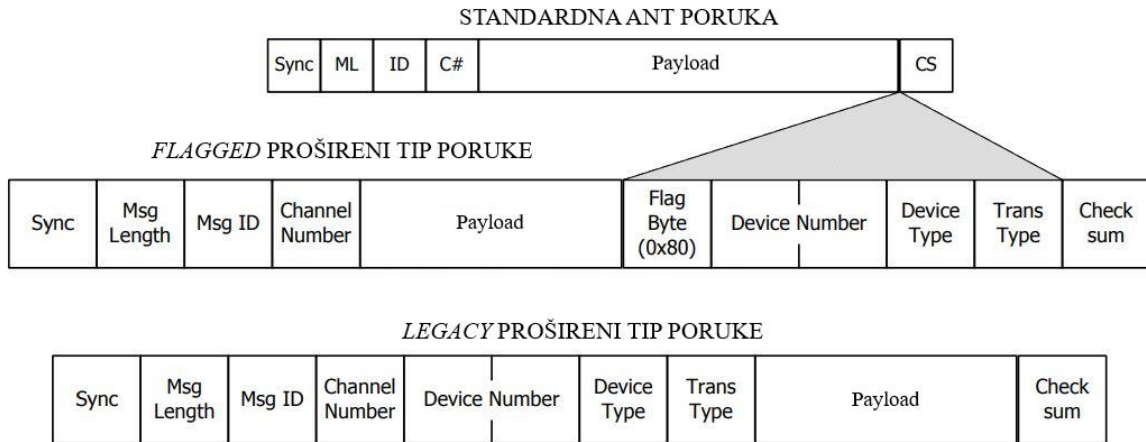 STANDARDNA ANT PORUKA
Sync ML ID C# Payload CS
FLAGGED PROŠIRENI TIP PORUKE
Sync
Msg
Length
Msg ID
Channel
Number
Payload
Flag
Byte
(0x80)
Device Number
Device
Type
Trans
Type
Check
sum
LEGACY PROŠIRENI TIP PORUKE
Sync
Msg
Length
Msg ID
Channel
Number
Device Number
Device
Type
Trans
Type
Payload
Check
sum